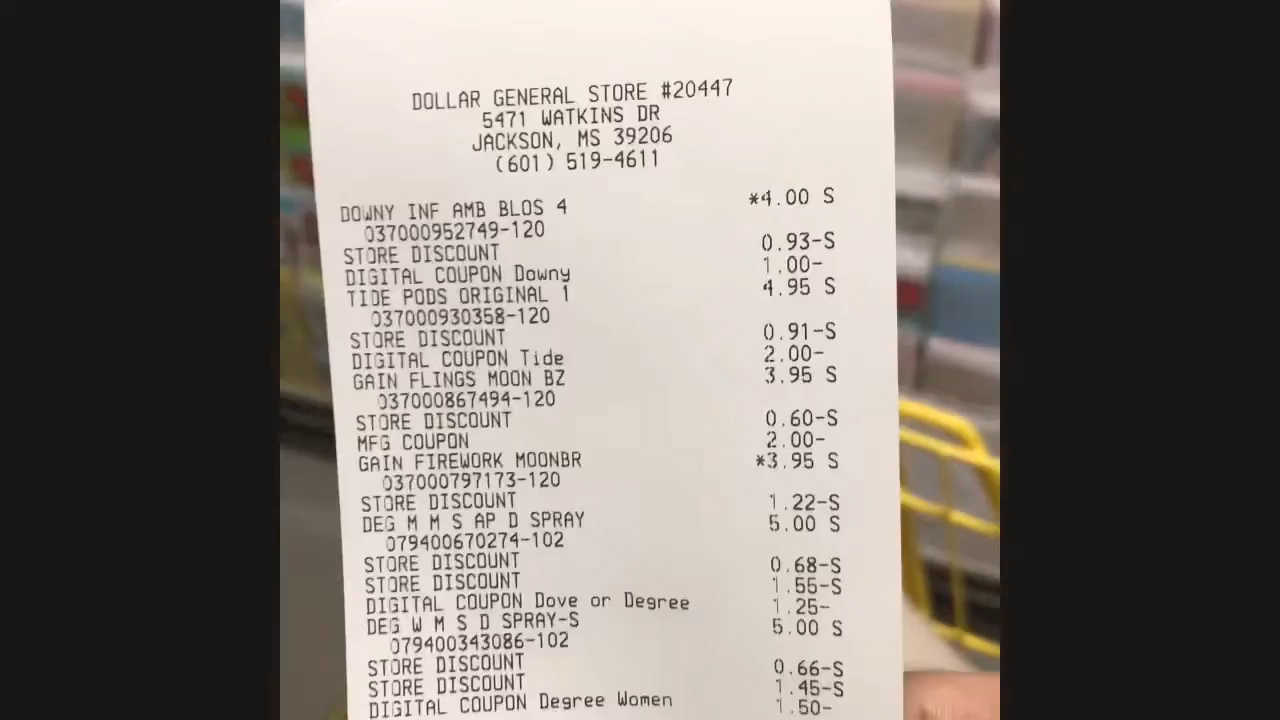 DOLLAR GENERAL STORE #20447
5471 WATKINS DR
JACKSON, MS 39206
(601) 519-4611
DOWNY INF AMB BLOS 4 *4.00 S
037000952749-120
STORE DISCOUNT 0.93-S
DIGITAL COUPON Downy 1.00-
TIDE PODS ORIGINAL 1 4.95 S
037000930358-120
STORE DISCOUNT 0.91-S
DIGITAL COUPON Tide 2.00-
GAIN FLINGS MOON BZ 3.95 S
037000867494-120
STORE DISCOUNT 0.60-S
MFG COUPON 2.00-
GAIN FIREWORK MOONBR *3.95 S
037000797173-120
STORE DISCOUNT 1.22-S
DEG M M S AP D SPRAY 5.00 S
079400670274-102
STORE DISCOUNT 0.68-S
STORE DISCOUNT 1.55-S
DIGITAL COUPON Dove or Degree 1.25-
DEG W M S D SPRAY-S 5.00 S
079400343086-102
STORE DISCOUNT 0.66-S
STORE DISCOUNT 1.45-S
DIGITAL COUPON Degree Women 1.50-